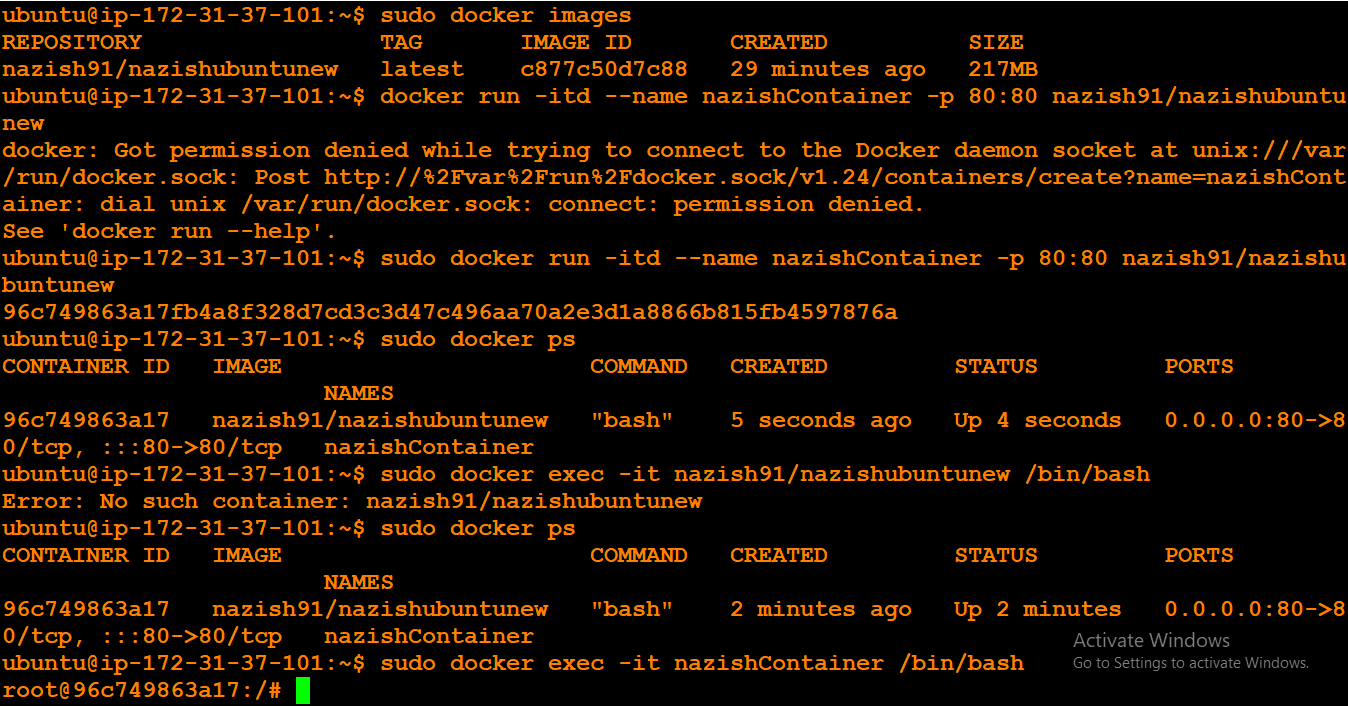 ubuntu@ip-172-31-37-101:~$ sudo docker images
REPOSITORY TAG IMAGE ID CREATED SIZE
nazish91/nazishubuntunew latest c877c50d7c88 29 minutes ago 217MB
ubuntu@ip-172-31-37-101:~$ docker run -itd --name nazishContainer -p 80:80 nazish91/nazishubuntu
new
docker: Got permission denied while trying to connect to the Docker daemon socket at unix:///var
/run/docker.sock: Post http://%2Fvar%2Frun%2Fdocker.sock/v1.24/containers/create?name=nazishCont
ainer: dial unix /var/run/docker.sock: connect: permission denied.
See 'docker run --help'.
ubuntu@ip-172-31-37-101:~$ sudo docker run -itd --name nazishContainer -p 80:80 nazish91/nazishu
buntunew
96c749863a17fb4a8f328d7cd3c3d47c496aa70a2e3d1a8866b815fb4597876a
ubuntu@ip-172-31-37-101:~$ sudo docker ps
CONTAINER ID IMAGE COMMAND CREATED STATUS PORTS
NAMES
96c749863a17 nazish91/nazishubuntunew "bash" 5 seconds ago Up 4 seconds 0.0.0.0:80->8
0/tcp, :::80->80/tcp nazishContainer
ubuntu@ip-172-31-37-101:~$ sudo docker exec -it nazish91/nazishubuntunew /bin/bash
Error: No such container: nazish91/nazishubuntunew
ubuntu@ip-172-31-37-101:~$ sudo docker ps
CONTAINER ID IMAGE COMMAND CREATED STATUS PORTS
NAMES
96c749863a17 nazish91/nazishubuntunew "bash" 2 minutes ago Up 2 minutes 0.0.0.0:80->8
0/tcp, :::80->80/tcp nazishContainer
ubuntu@ip-172-31-37-101:~$ sudo docker exec -it nazishContainer /bin/bash
root@96c749863a17:/#
Activate Windows
Go to Settings to activate Windows.